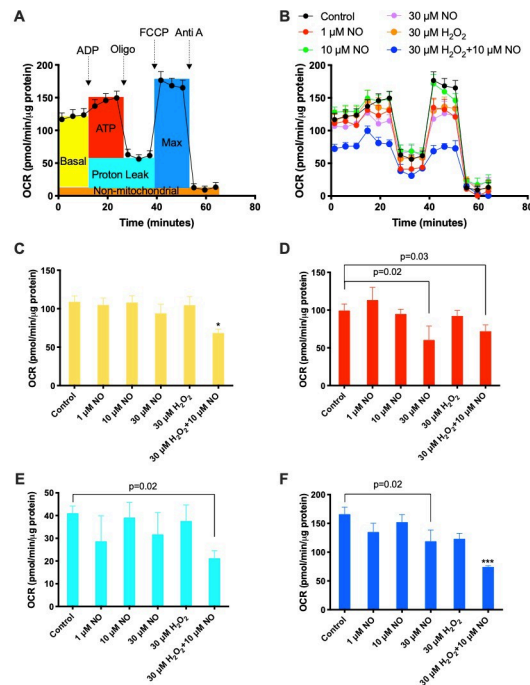 A
ADP
Oligo
FCCP
Anti A
OCR (pmol/min/µg protein)
200
150
100
50
0
Basal
ATP
Proton Leak
Max
Non-mitochondrial
0
20
40
60
80
Time (minutes)
B
Control
1 µM NO
10 µM NO
30 µM NO
30 µM H₂O₂
30 µM H₂O₂+10 µM NO
OCR (pmol/min/µg protein)
200
150
100
50
0
0
20
40
60
80
Time (minutes)
C
OCR (pmol/min/µg protein)
150
100
50
0
*
Control
1 µM NO
10 µM NO
30 µM NO
30 µM H₂O₂
30 µM H₂O₂+10 µM NO
D
p=0.03
p=0.02
OCR (pmol/min/µg protein)
150
100
50
0
Control
1 µM NO
10 µM NO
30 µM NO
30 µM H₂O₂
30 µM H₂O₂+10 µM NO
E
p=0.02
OCR (pmol/min/µg protein)
50
40
30
20
10
0
Control
1 µM NO
10 µM NO
30 µM NO
30 µM H₂O₂
30 µM H₂O₂+10 µM NO
F
p=0.02
OCR (pmol/min/µg protein)
200
150
100
50
0
***
Control
1 µM NO
10 µM NO
30 µM NO
30 µM H₂O₂
30 µM H₂O₂+10 µM NO